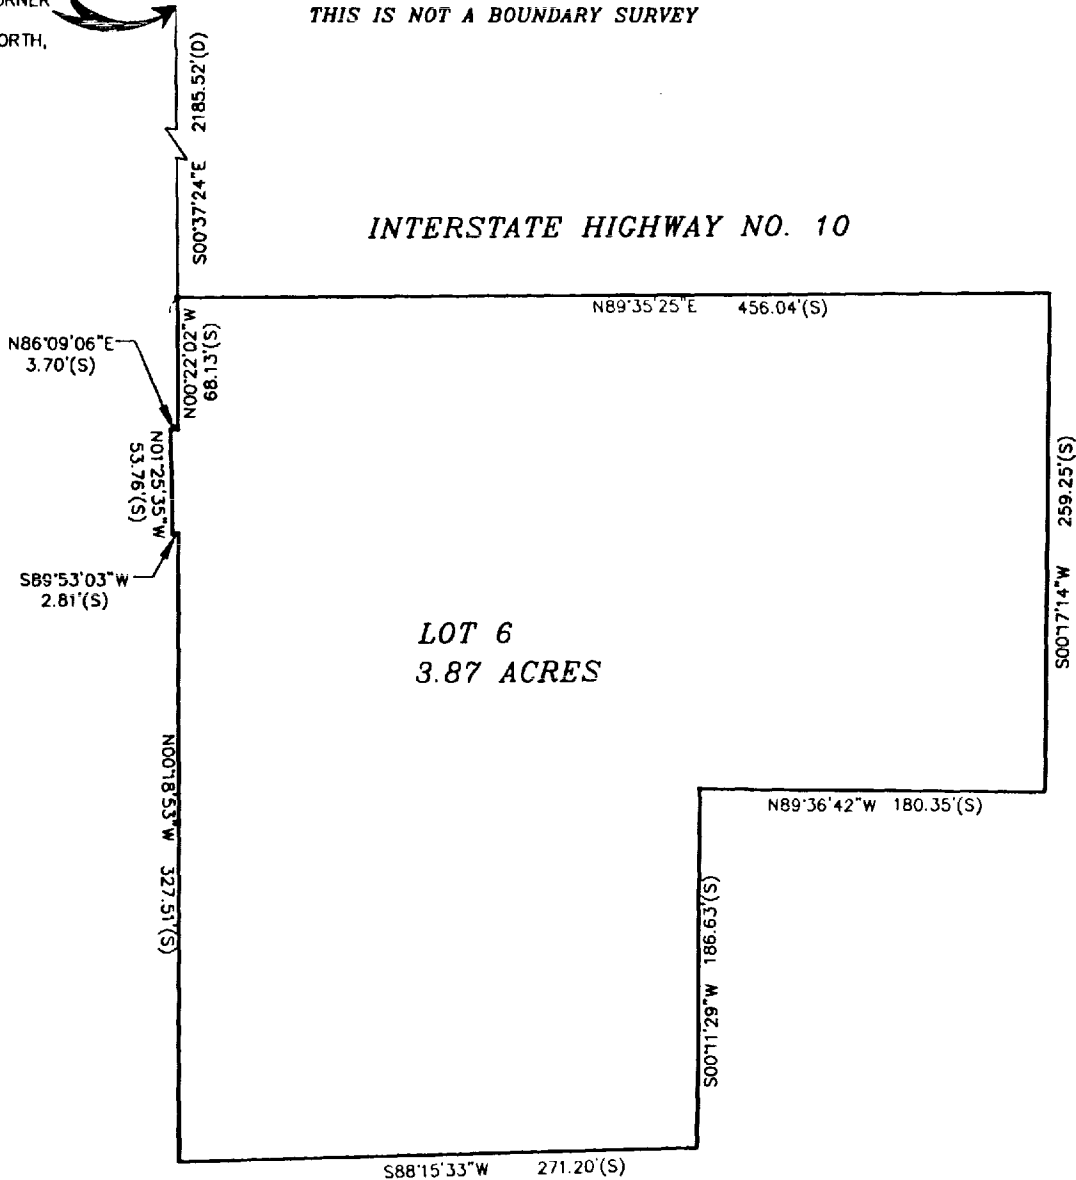 ORNER
ORTH,
THIS IS NOT A BOUNDARY SURVEY
S00°37'24"E 2185.52'(D)
INTERSTATE HIGHWAY NO. 10
N89°35'25"E 456.04'(S)
N00°22'02"W
68.13'(S)
N86°09'06"E
3.70'(S)
N01°25'35"W
53.76'(S)
S89°53'03"W
2.81'(S)
S00°17'14"W 259.25'(S)
LOT 6
3.87 ACRES
N00°18'53"W 327.51'(S)
N89°36'42"W 180.35'(S)
S00°11'29"W 186.63'(S)
S88°15'33"W 271.20'(S)